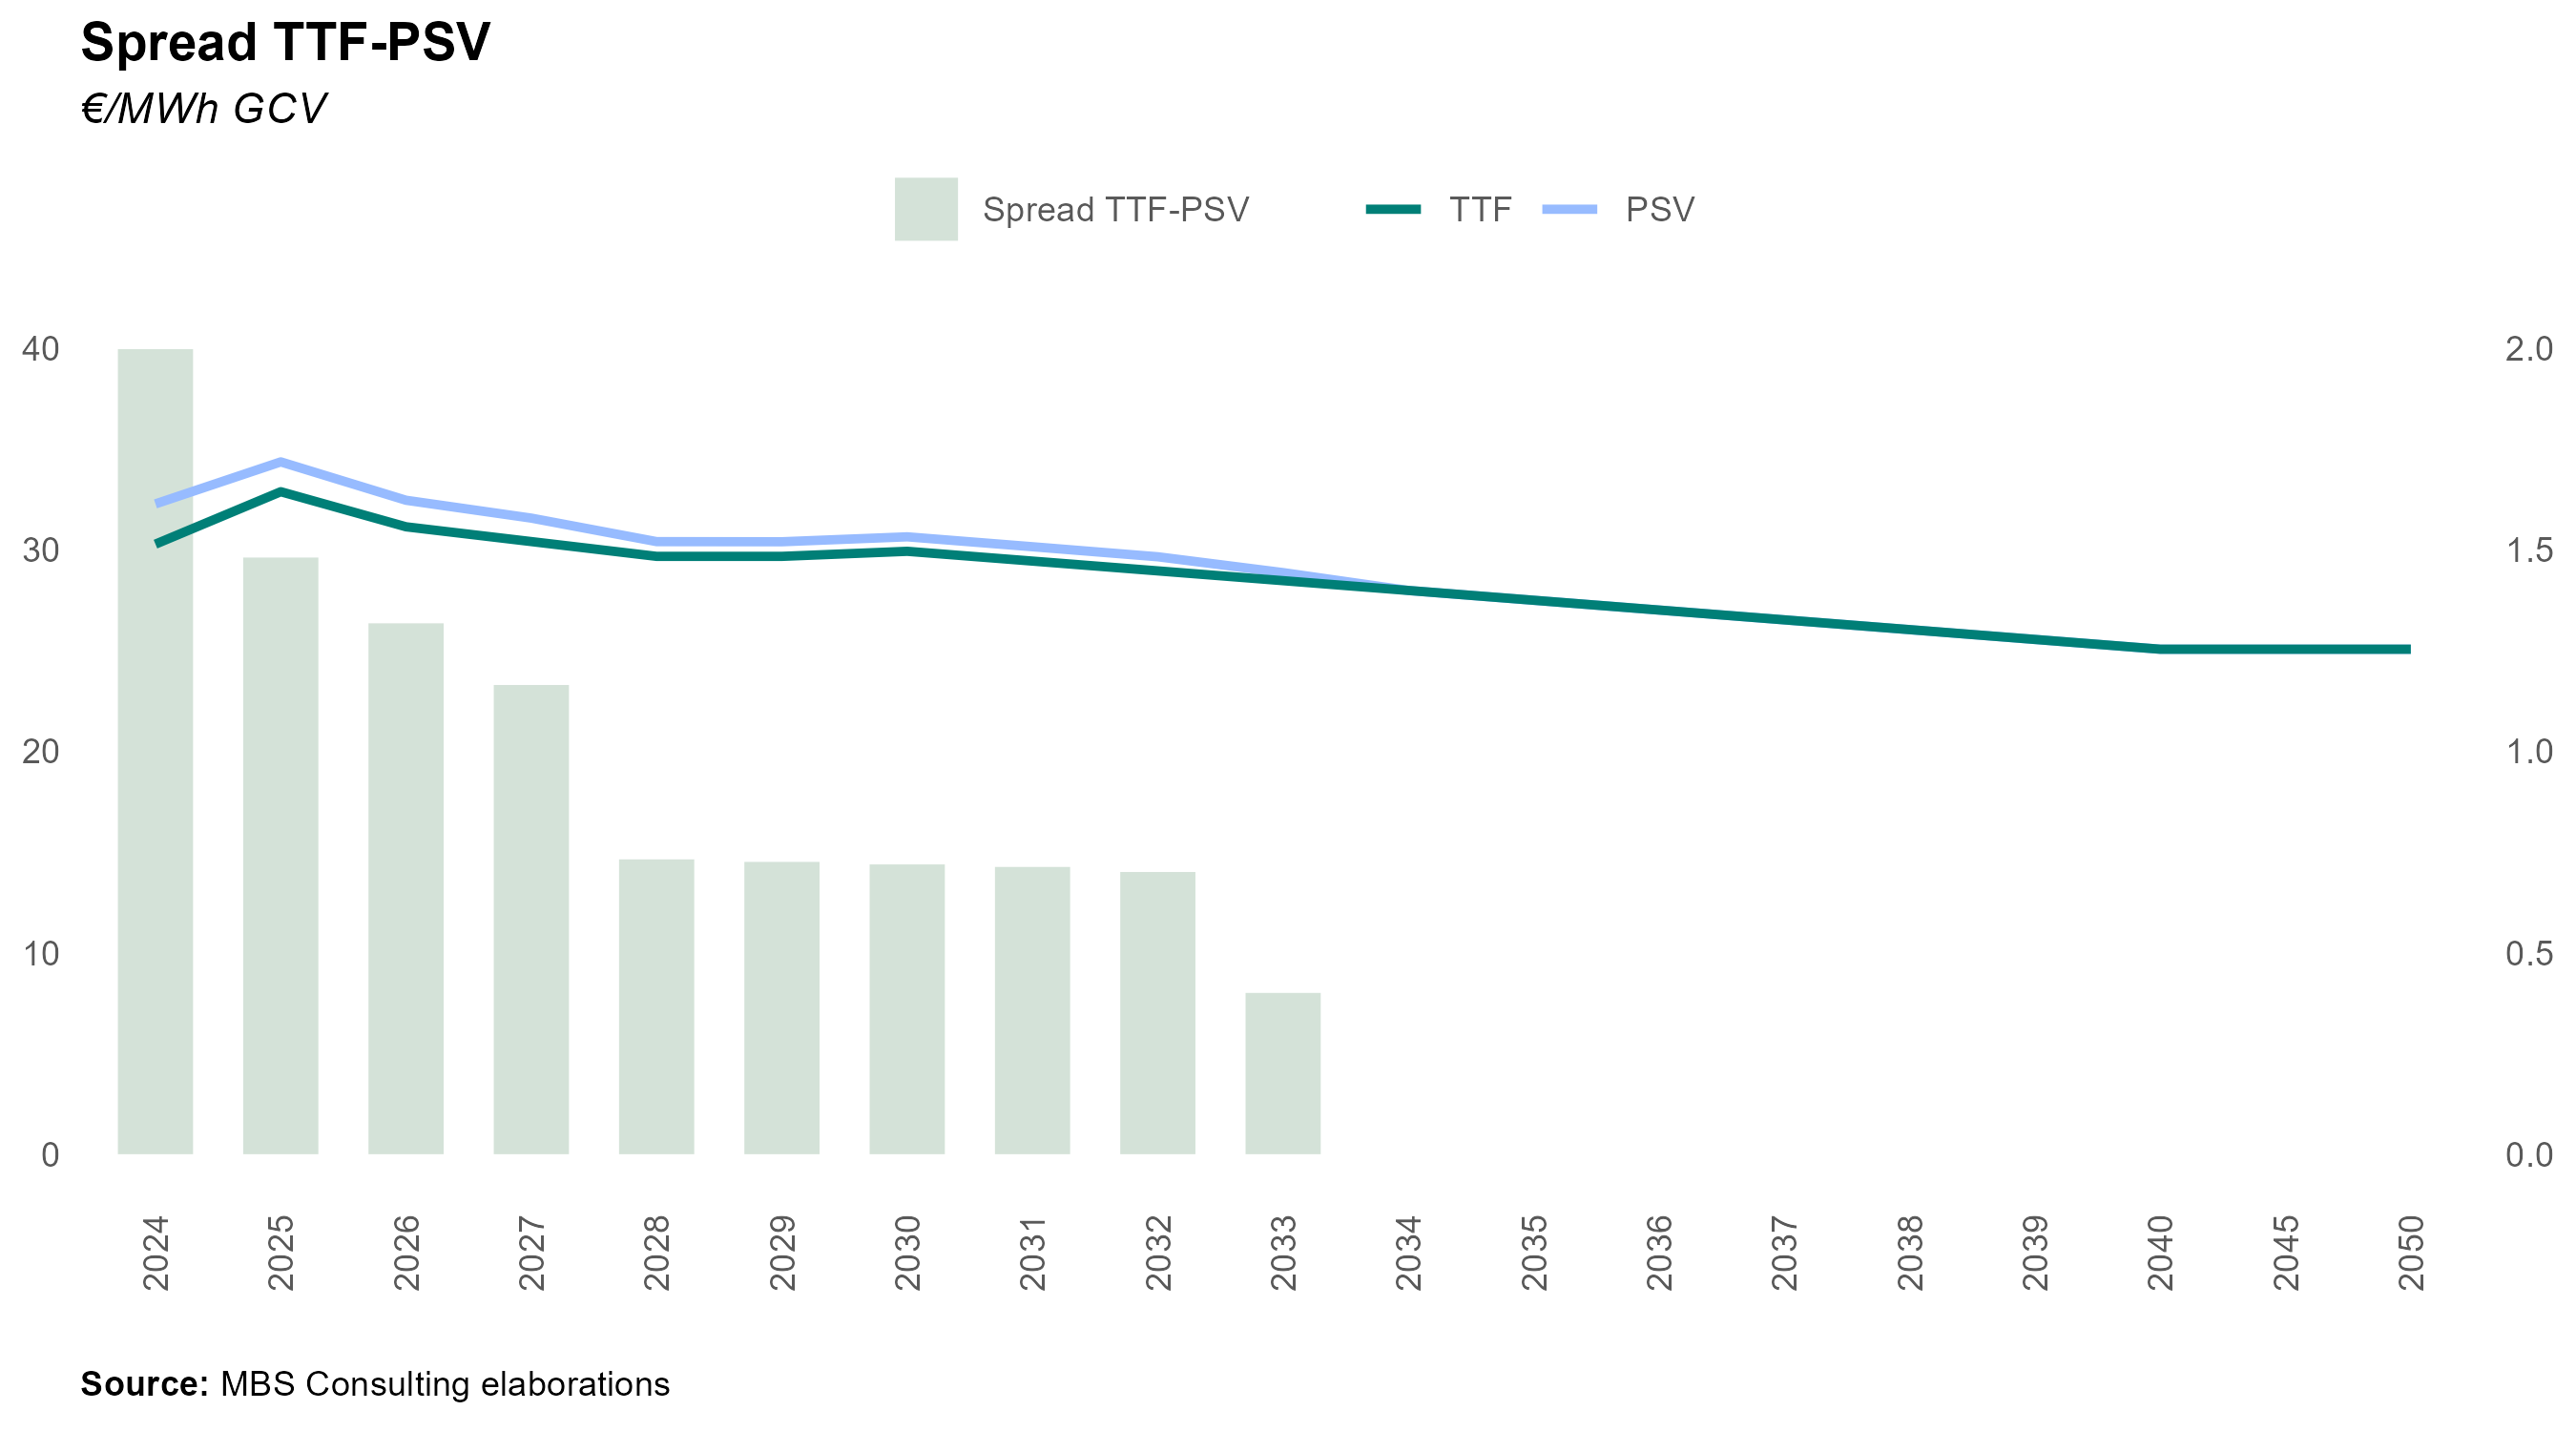 Spread TTF-PSV
€/MWh GCV
Spread TTF-PSV TTF PSV
40 2.0
30 1.5
20 1.0
10 0.5
0 0.0
2024 2025 2026 2027 2028 2029 2030 2031 2032 2033 2034 2035 2036 2037 2038 2039 2040 2045 2050
Source: MBS Consulting elaborations